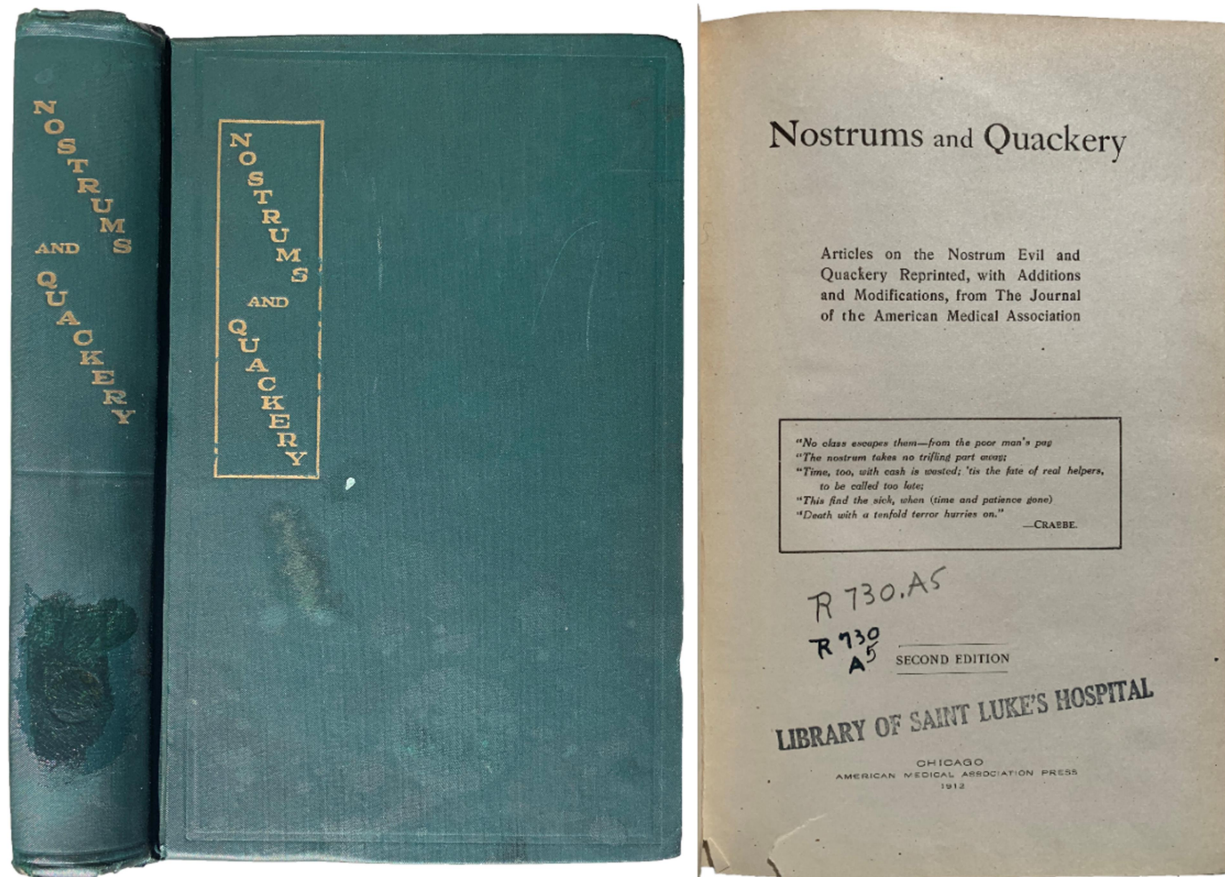 NOSTRUMS
AND
QUACKERY
NOSTRUMS
AND
QUACKERY
Nostrums and Quackery
Articles on the Nostrum Evil and
Quackery Reprinted, with Additions
and Modifications, from The Journal
of the American Medical Association
"No class escapes them—from the poor man's pay
"The nostrum takes no trifling part away;
"Time, too, with cash is wasted; 'tis the fate of real helpers,
to be called too late;
"This find the sick, when (time and patience gone)
"Death with a tenfold terror hurries on."
—CRABBE.
R 730.A5
R 730
A5
SECOND EDITION
LIBRARY OF SAINT LUKE'S HOSPITAL
CHICAGO
AMERICAN MEDICAL ASSOCIATION PRESS
1912